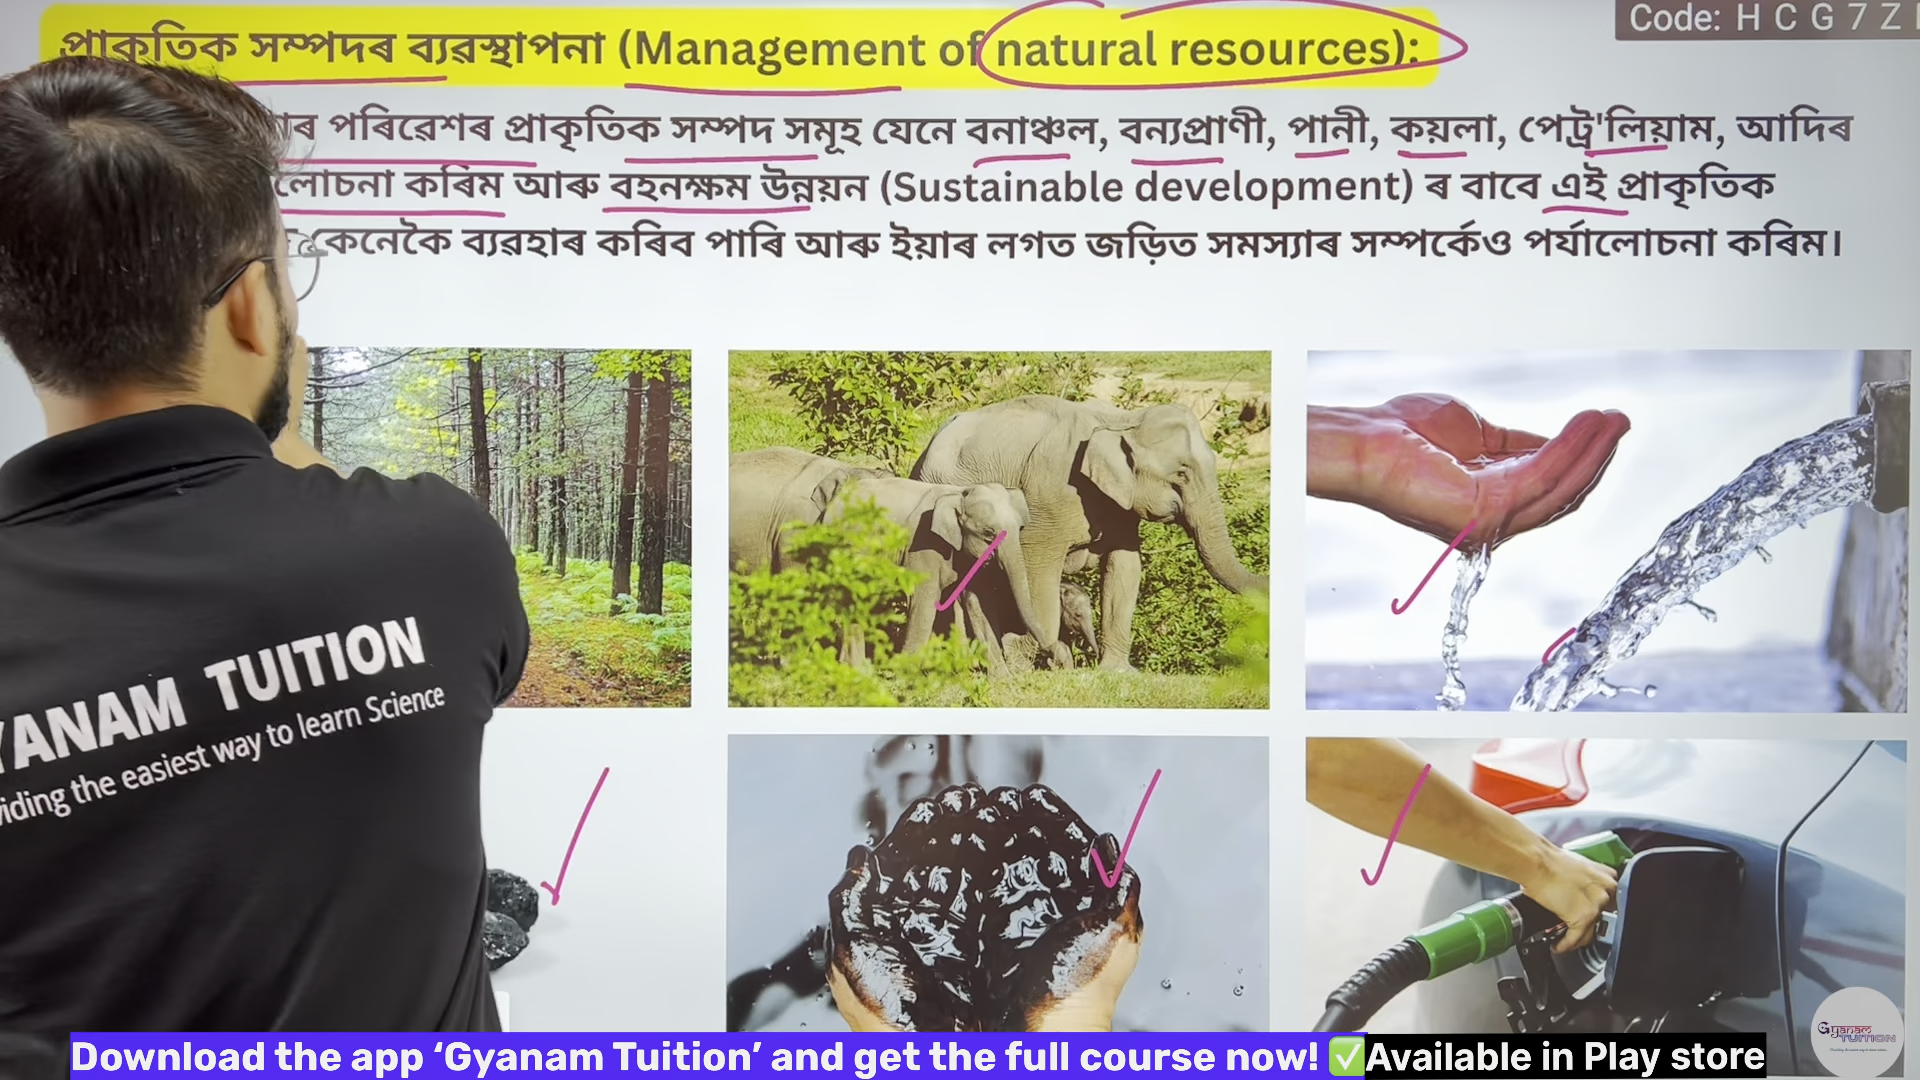 প্ৰাকৃতিক সম্পদৰ ব্যৱস্থাপনা (Management of natural resources):
Code: H C G 7 Z
পৰিৱেশৰ প্ৰাকৃতিক সম্পদ সমূহ যেনে বনাঞ্চল, বন্যপ্ৰাণী, পানী, কয়লা, পেট্ৰ'লিয়াম, আদিৰ
লোচনা কৰিম আৰু বহনক্ষম উন্নয়ন (Sustainable development) ৰ বাবে এই প্ৰাকৃতিক
কেনেকৈ ব্যৱহাৰ কৰিব পাৰি আৰু ইয়াৰ লগত জড়িত সমস্যাৰ সম্পৰ্কেও পৰ্যালোচনা কৰিম।
YANAM TUITION
viding the easiest way to learn Science
Gyanam
TUITION
Download the app ‘Gyanam Tuition’ and get the full course now! ✅Available in Play store